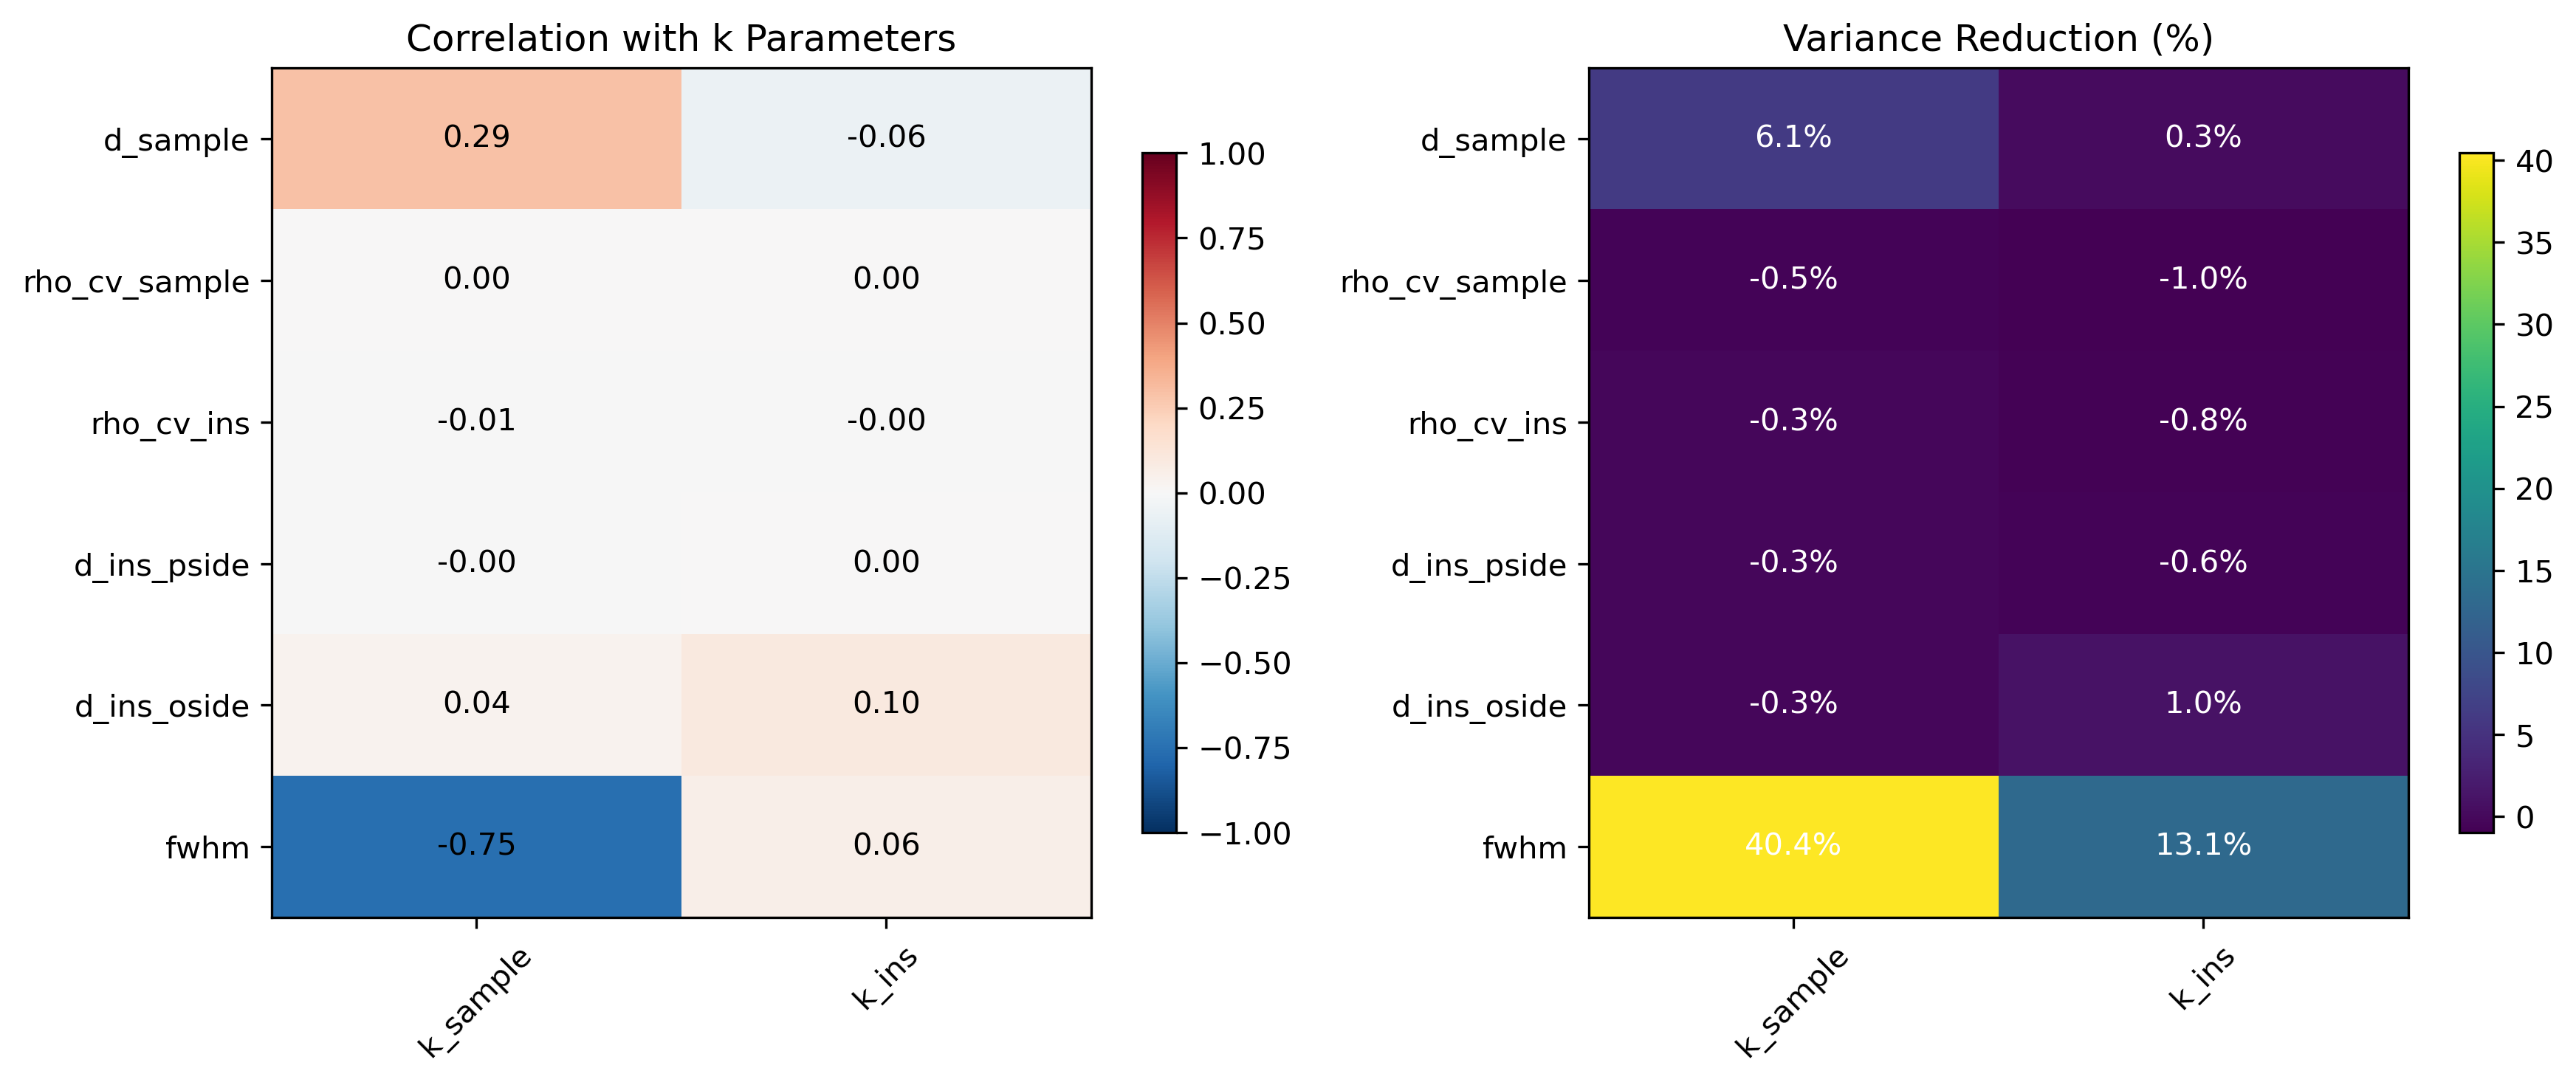 Correlation with k Parameters
d_sample 0.29 -0.06
rho_cv_sample 0.00 0.00
rho_cv_ins -0.01 -0.00
d_ins_pside -0.00 0.00
d_ins_oside 0.04 0.10
fwhm -0.75 0.06
k_sample k_ins
1.00
0.75
0.50
0.25
0.00
−0.25
−0.50
−0.75
−1.00
Variance Reduction (%)
d_sample 6.1% 0.3%
rho_cv_sample -0.5% -1.0%
rho_cv_ins -0.3% -0.8%
d_ins_pside -0.3% -0.6%
d_ins_oside -0.3% 1.0%
fwhm 40.4% 13.1%
k_sample k_ins
40
35
30
25
20
15
10
5
0